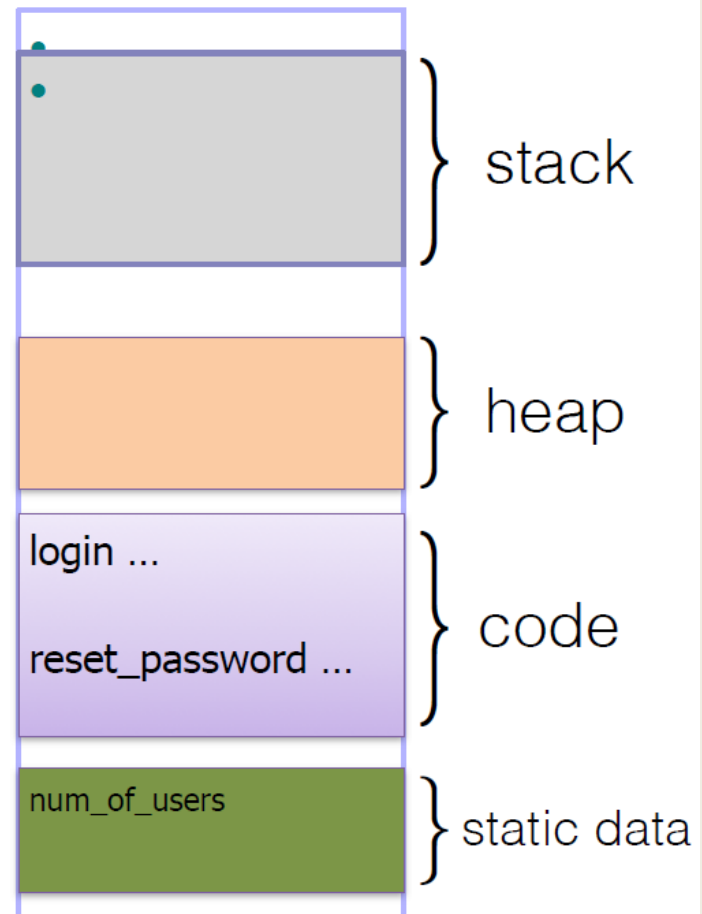 stack
heap
login ...
reset_password ...
code
num_of_users
static data